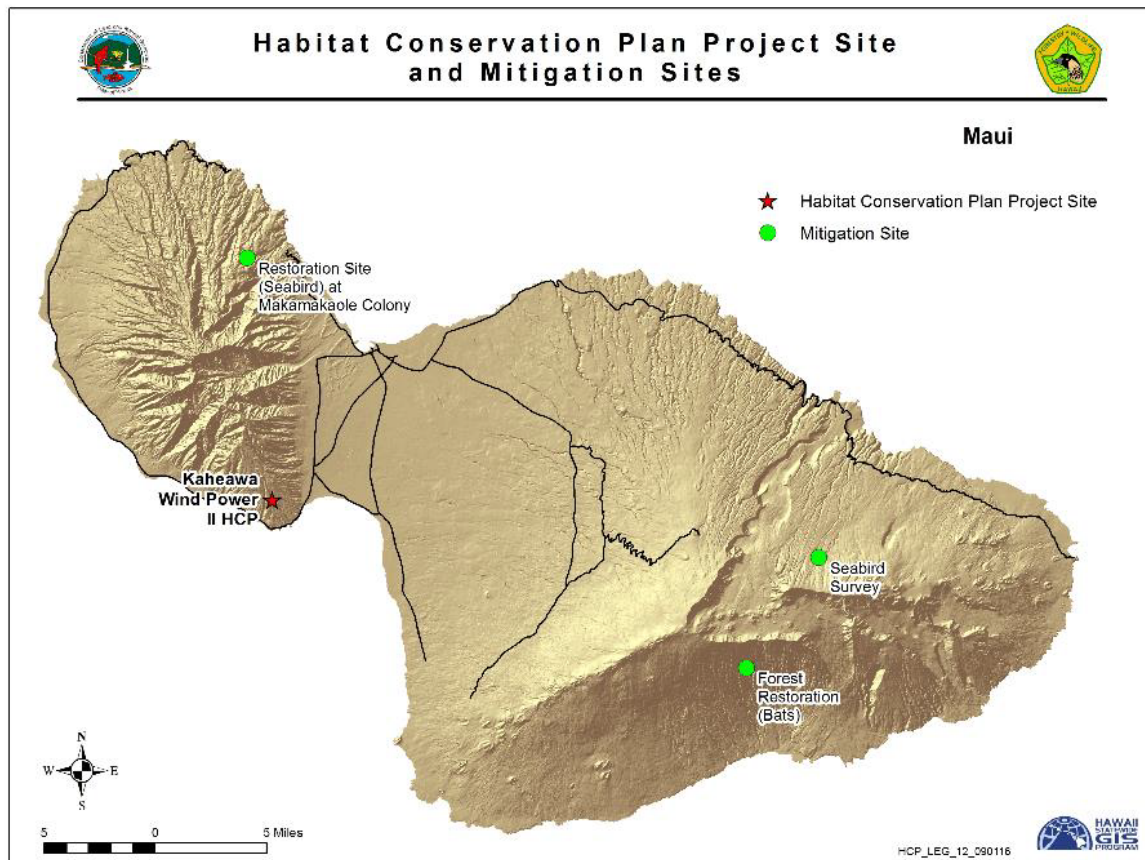 Habitat Conservation Plan Project Site
and Mitigation Sites
Maui
Habitat Conservation Plan Project Site
Mitigation Site
Restoration Site
(Seabird) at
Makamakaole Colony
Kaheawa
Wind Power
II HCP
Seabird
Survey
Forest
Restoration
(Bats)
N
W E
S
5 0 5 Miles
HCP_LEG_12_090116
HAWAII
STATEWIDE
GIS
PROGRAM